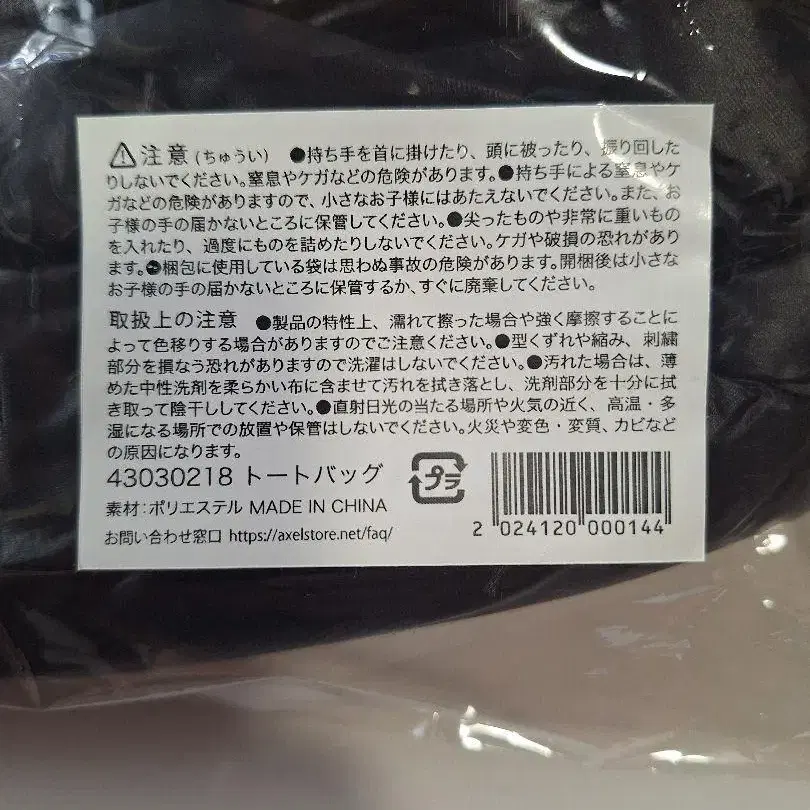 ⚠注意(ちゅうい) ●持ち手を首に掛けたり、頭に被ったり、振り回した
りしないでください。窒息やケガなどの危険があります。●持ち手による窒息やケ
ガなどの危険がありますので、小さなお子様にはあたえないでください。また、お
子様の手の届かないところに保管してください。●尖ったものや非常に重いもの
を入れたり、過度にものを詰めたりしないでください。ケガや破損の恐れがあり
ます。●梱包に使用している袋は思わぬ事故の危険があります。開梱後は小さな
お子様の手の届かないところに保管するか、すぐに廃棄してください。
取扱上の注意 ●製品の特性上、濡れて擦った場合や強く摩擦することに
よって色移りする場合がありますのでご注意ください。●型くずれや縮み、刺繍
部分を損なう恐れがありますので洗濯はしないでください。●汚れた場合は、薄
めた中性洗剤を柔らかい布に含ませて汚れを拭き落とし、洗剤部分を十分に拭
き取って陰干ししてください。●直射日光の当たる場所や火気の近く、高温・多
湿になる場所での放置や保管はしないでください。火災や変色・変質、カビなど
の原因になります。
43030218 トートバッグ
プラ
素材:ポリエステル MADE IN CHINA
お問い合わせ窓口 https://axelstore.net/faq/
2 024120 000144